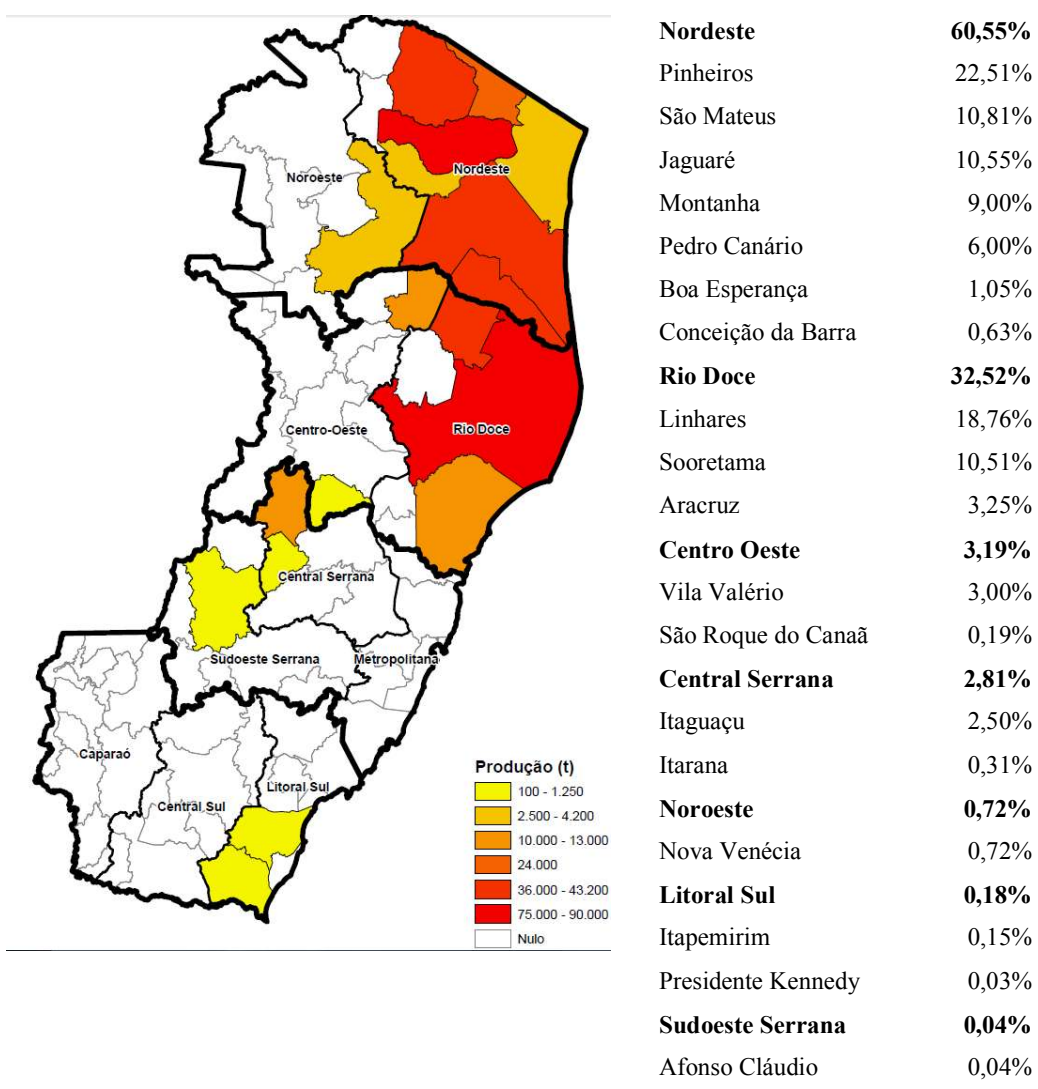 Noroeste
Nordeste
Centro-Oeste
Rio Doce
Central Serrana
Sudoeste Serrana
Metropolitana
Caparaó
Central Sul
Litoral Sul
Produção (t)
100 - 1.250
2.500 - 4.200
10.000 - 13.000
24.000
36.000 - 43.200
75.000 - 90.000
Nulo
Nordeste 60,55%
Pinheiros 22,51%
São Mateus 10,81%
Jaguaré 10,55%
Montanha 9,00%
Pedro Canário 6,00%
Boa Esperança 1,05%
Conceição da Barra 0,63%
Rio Doce 32,52%
Linhares 18,76%
Sooretama 10,51%
Aracruz 3,25%
Centro Oeste 3,19%
Vila Valério 3,00%
São Roque do Canaã 0,19%
Central Serrana 2,81%
Itaguaçu 2,50%
Itarana 0,31%
Noroeste 0,72%
Nova Venécia 0,72%
Litoral Sul 0,18%
Itapemirim 0,15%
Presidente Kennedy 0,03%
Sudoeste Serrana 0,04%
Afonso Cláudio 0,04%